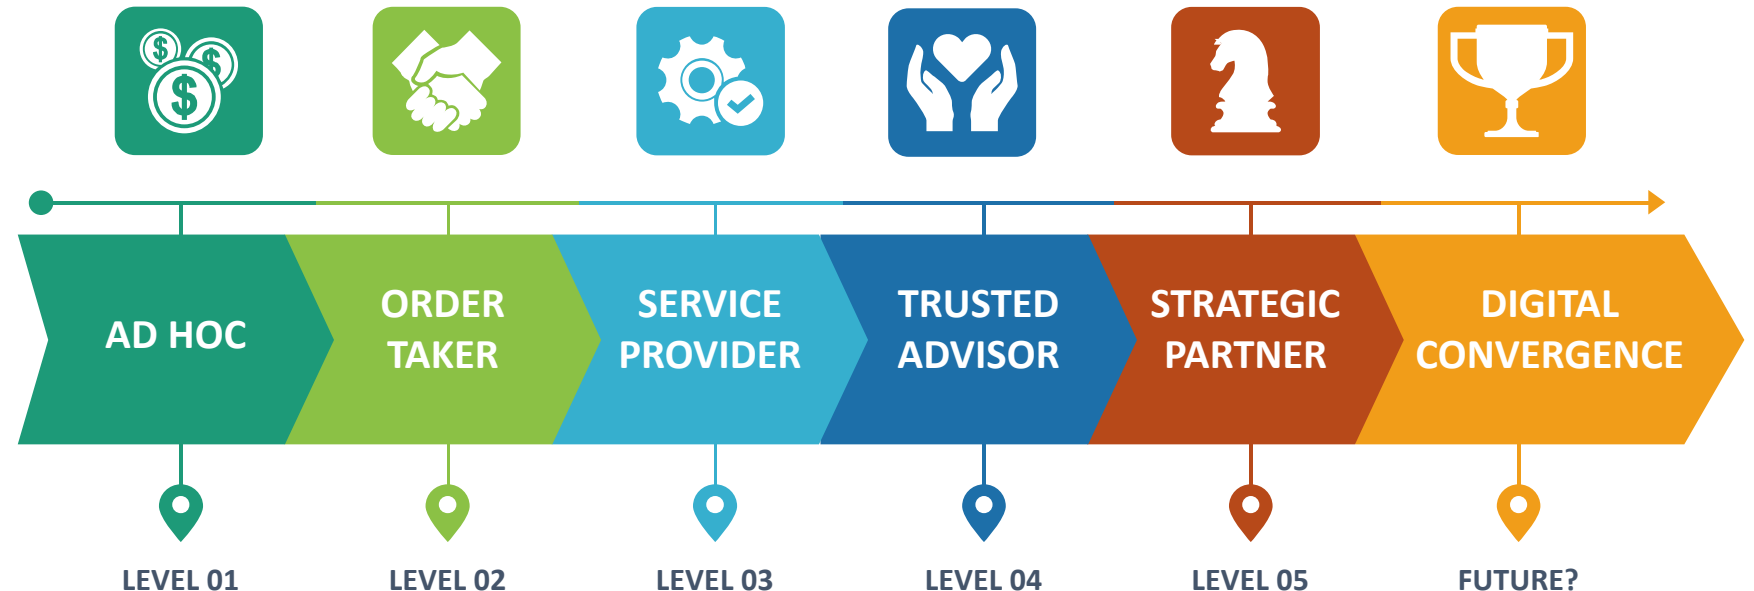 $ $ $
AD HOC
ORDER
TAKER
SERVICE
PROVIDER
TRUSTED
ADVISOR
STRATEGIC
PARTNER
DIGITAL
CONVERGENCE
LEVEL 01
LEVEL 02
LEVEL 03
LEVEL 04
LEVEL 05
FUTURE?